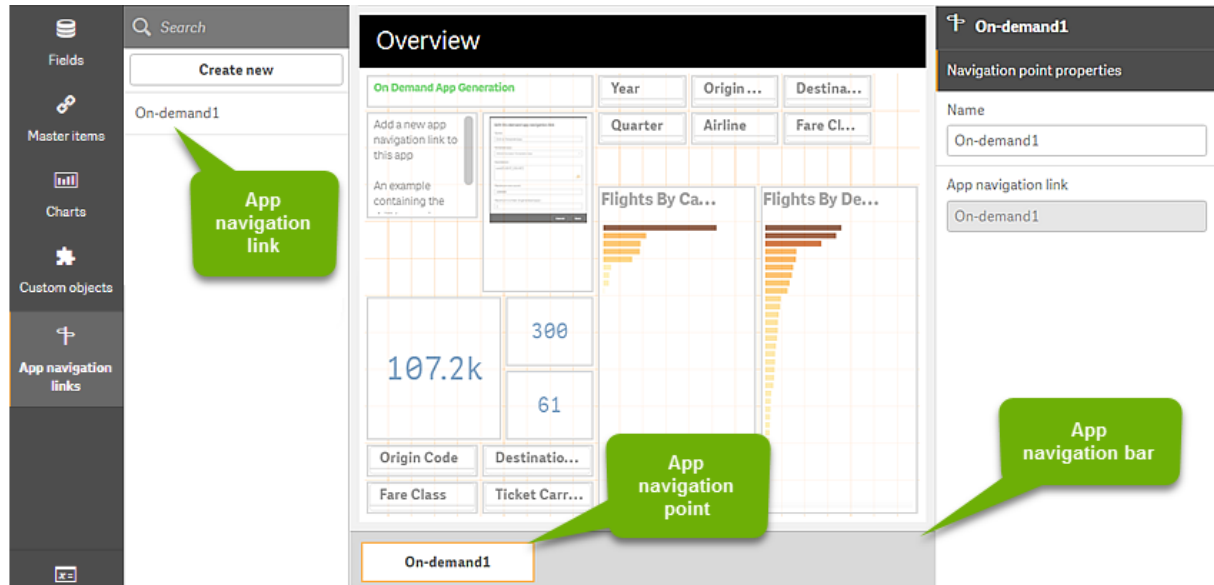 Fields
Master items
Charts
Custom objects
App navigation
links
x=
Search
Create new
On-demand1
App
navigation
link
Overview
On Demand App Generation
Add a new app
navigation link to
this app
An example
containing the
Year
Origin ...
Destina...
Quarter
Airline
Fare Cl...
Flights By Ca...
Flights By De...
107.2k
300
61
Origin Code
Destinatio...
Fare Class
Ticket Carr...
App
navigation
point
On-demand1
App
navigation bar
On-demand1
Navigation point properties
Name
On-demand1
App navigation link
On-demand1